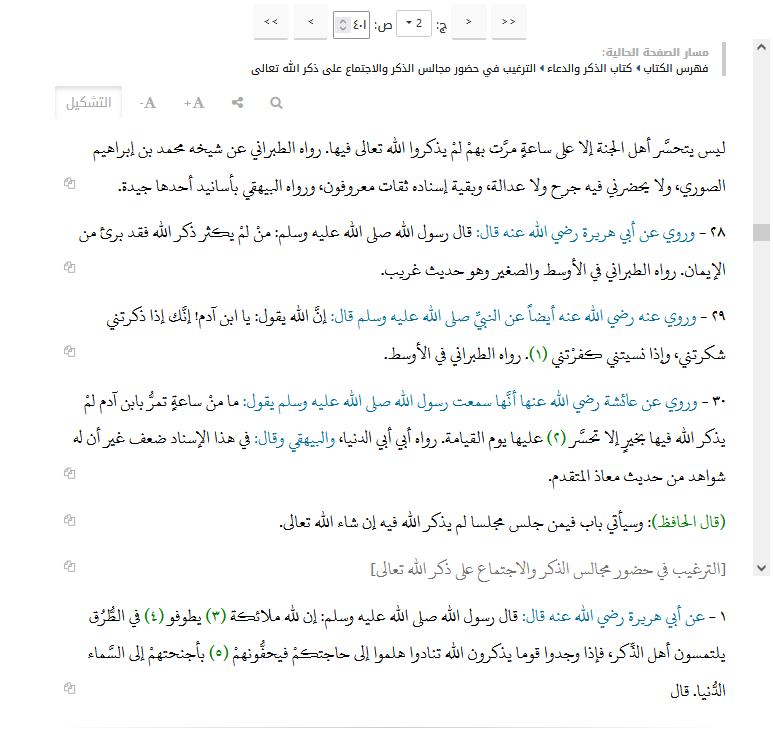 << < ص: ٤٠١ ج: 2 > >>
مسار الصفحة الحالية:
فهرس الكتاب كتاب الذكر والدعاء الترغيب في حضور مجالس الذكر والاجتماع على ذكر الله تعالى
التشكيل -A +A
ليس يتحسَّر أهل الجنة إلا على ساعةٍ مرَّت بهمْ لمْ يذكروا الله تعالى فيها. رواه الطبراني عن شيخه محمد بن إبراهيم
الصوري، ولا يحضرني فيه جرح ولا عدالة، وبقية إسناده ثقات معروفون، ورواه البيهقي بأسانيد أحدها جيدة.
٢٨ - وروي عن أبي هريرة رضي الله عنه قال: قال رسول الله صلى الله عليه وسلم: منْ لمْ يكثر ذكر الله فقد برئ من
الإيمان. رواه الطبراني في الأوسط والصغير وهو حديث غريب.
٢٩ - وروي عنه رضي الله عنه أيضاً عن النبيِّ صلى الله عليه وسلم قال: إنَّ الله يقول: يا ابن آدم! إنَّك إذا ذكرتني
شكرتني، وإذا نسيتني كفرْتني (١). رواه الطبراني في الأوسط.
٣٠ - وروي عن عائشة رضي الله عنها أنَّها سمعت رسول الله صلى الله عليه وسلم يقول: ما منْ ساعةٍ تمرُّ بابن آدم لمْ
يذكر الله فيها بخيرٍ إلا تحسَّر (٢) عليها يوم القيامة. رواه أبي أبي الدنيا، والبيهقي وقال: في هذا الإسناد ضعف غير أن له
شواهد من حديث معاذ المتقدم.
(قال الحافظ): وسيأتي باب فيمن جلس مجلسا لم يذكر الله فيه إن شاء الله تعالى.
[الترغيب في حضور مجالس الذكر والاجتماع على ذكر الله تعالى]
١ - عن أبي هريرة رضي الله عنه قال: قال رسول الله صلى الله عليه وسلم: إن لله ملائكة (٣) يطوفو (٤) في الطُّرُق
يلتمسون أهل الذِّكر، فإذا وجدوا قوما يذكرون الله تنادوا هلموا إلى حاجتكمْ فيحفُّونهمْ (٥) بأجنحتهمْ إلى السَّماء
الدُّنيا. قال